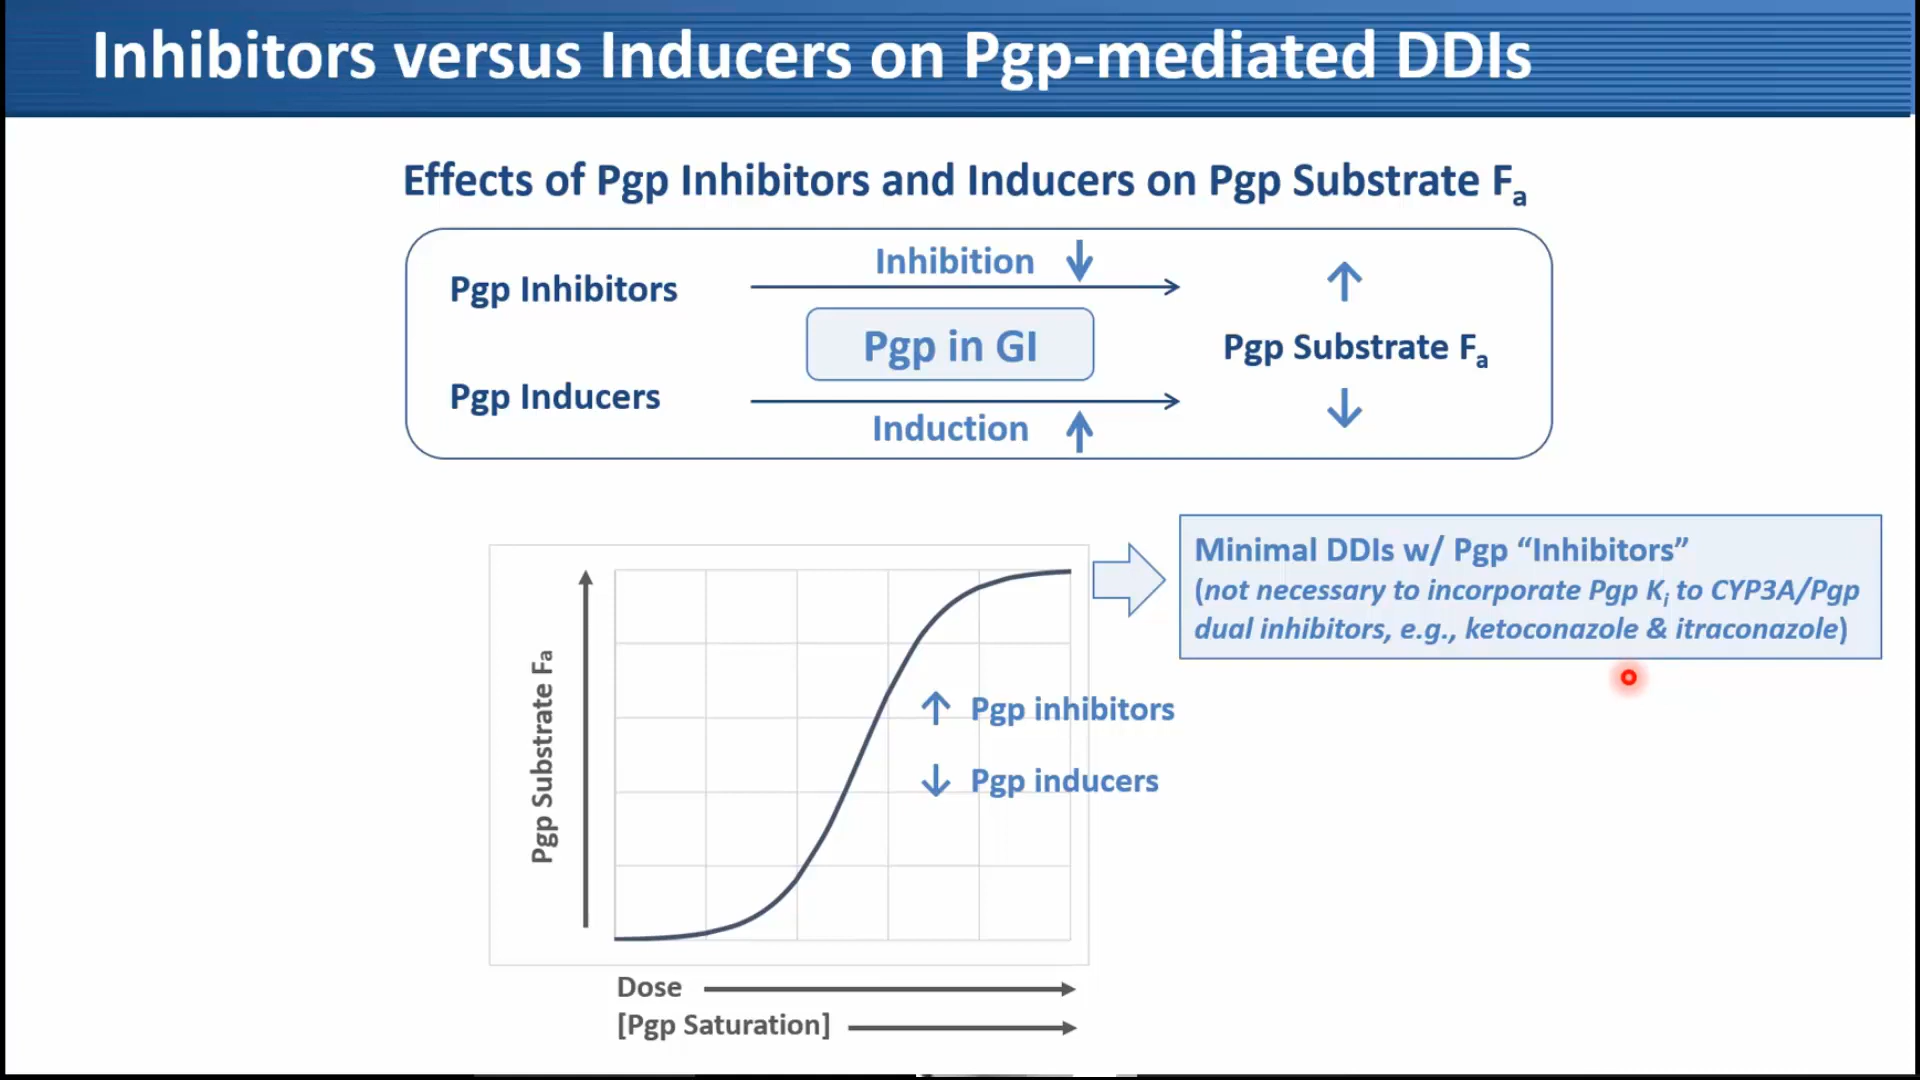 Inhibitors versus Inducers on Pgp-mediated DDIs
Effects of Pgp Inhibitors and Inducers on Pgp Substrate Fa
Inhibition
Pgp Inhibitors
Pgp in GI
Pgp Substrate Fa
Pgp Inducers
Induction
Minimal DDIs w/ Pgp “Inhibitors”
(not necessary to incorporate Pgp Ki to CYP3A/Pgp
dual inhibitors, e.g., ketoconazole & itraconazole)
Pgp Substrate Fa
Pgp inhibitors
Pgp inducers
Dose
[Pgp Saturation]